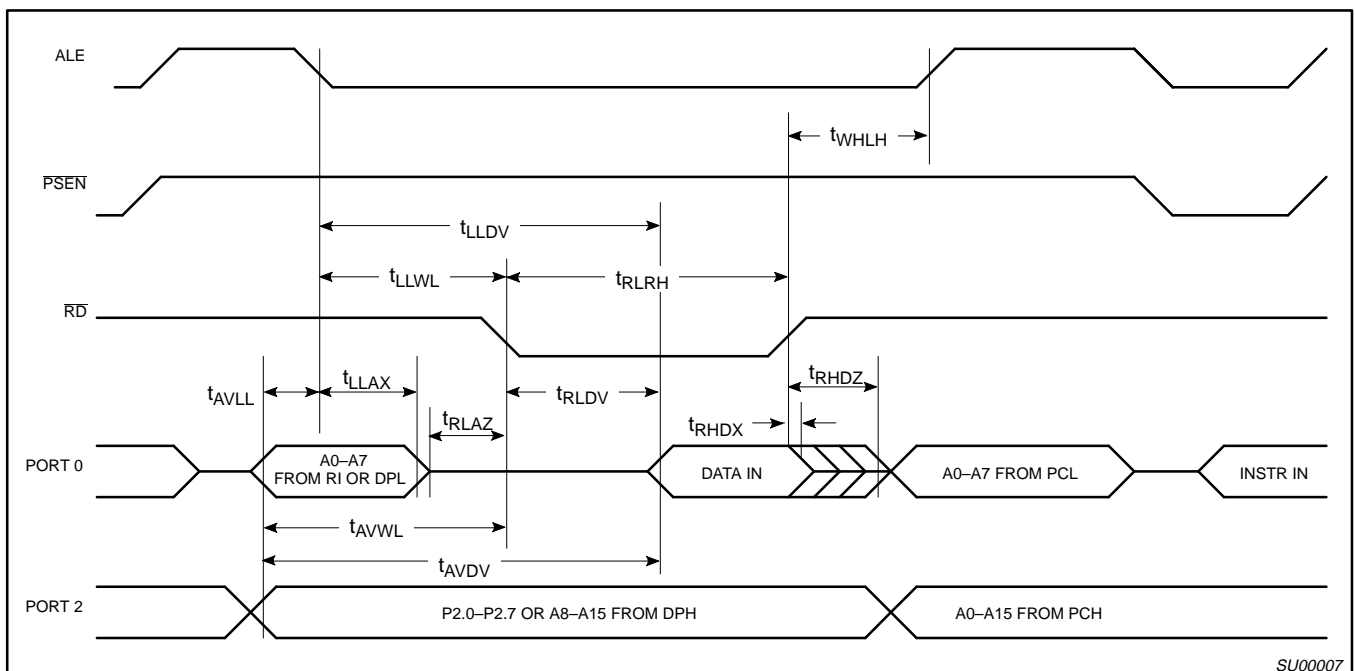 ALE
tWHLH
PSEN
tLLDV
tLLWL
tRLRH
RD
tAVLL
tLLAX
tRLDV
tRHDZ
tRLAZ
tRHDX
PORT 0
A0–A7
FROM RI OR DPL
DATA IN
A0–A7 FROM PCL
INSTR IN
tAVWL
tAVDV
PORT 2
P2.0–P2.7 OR A8–A15 FROM DPH
A0–A15 FROM PCH
SU00007